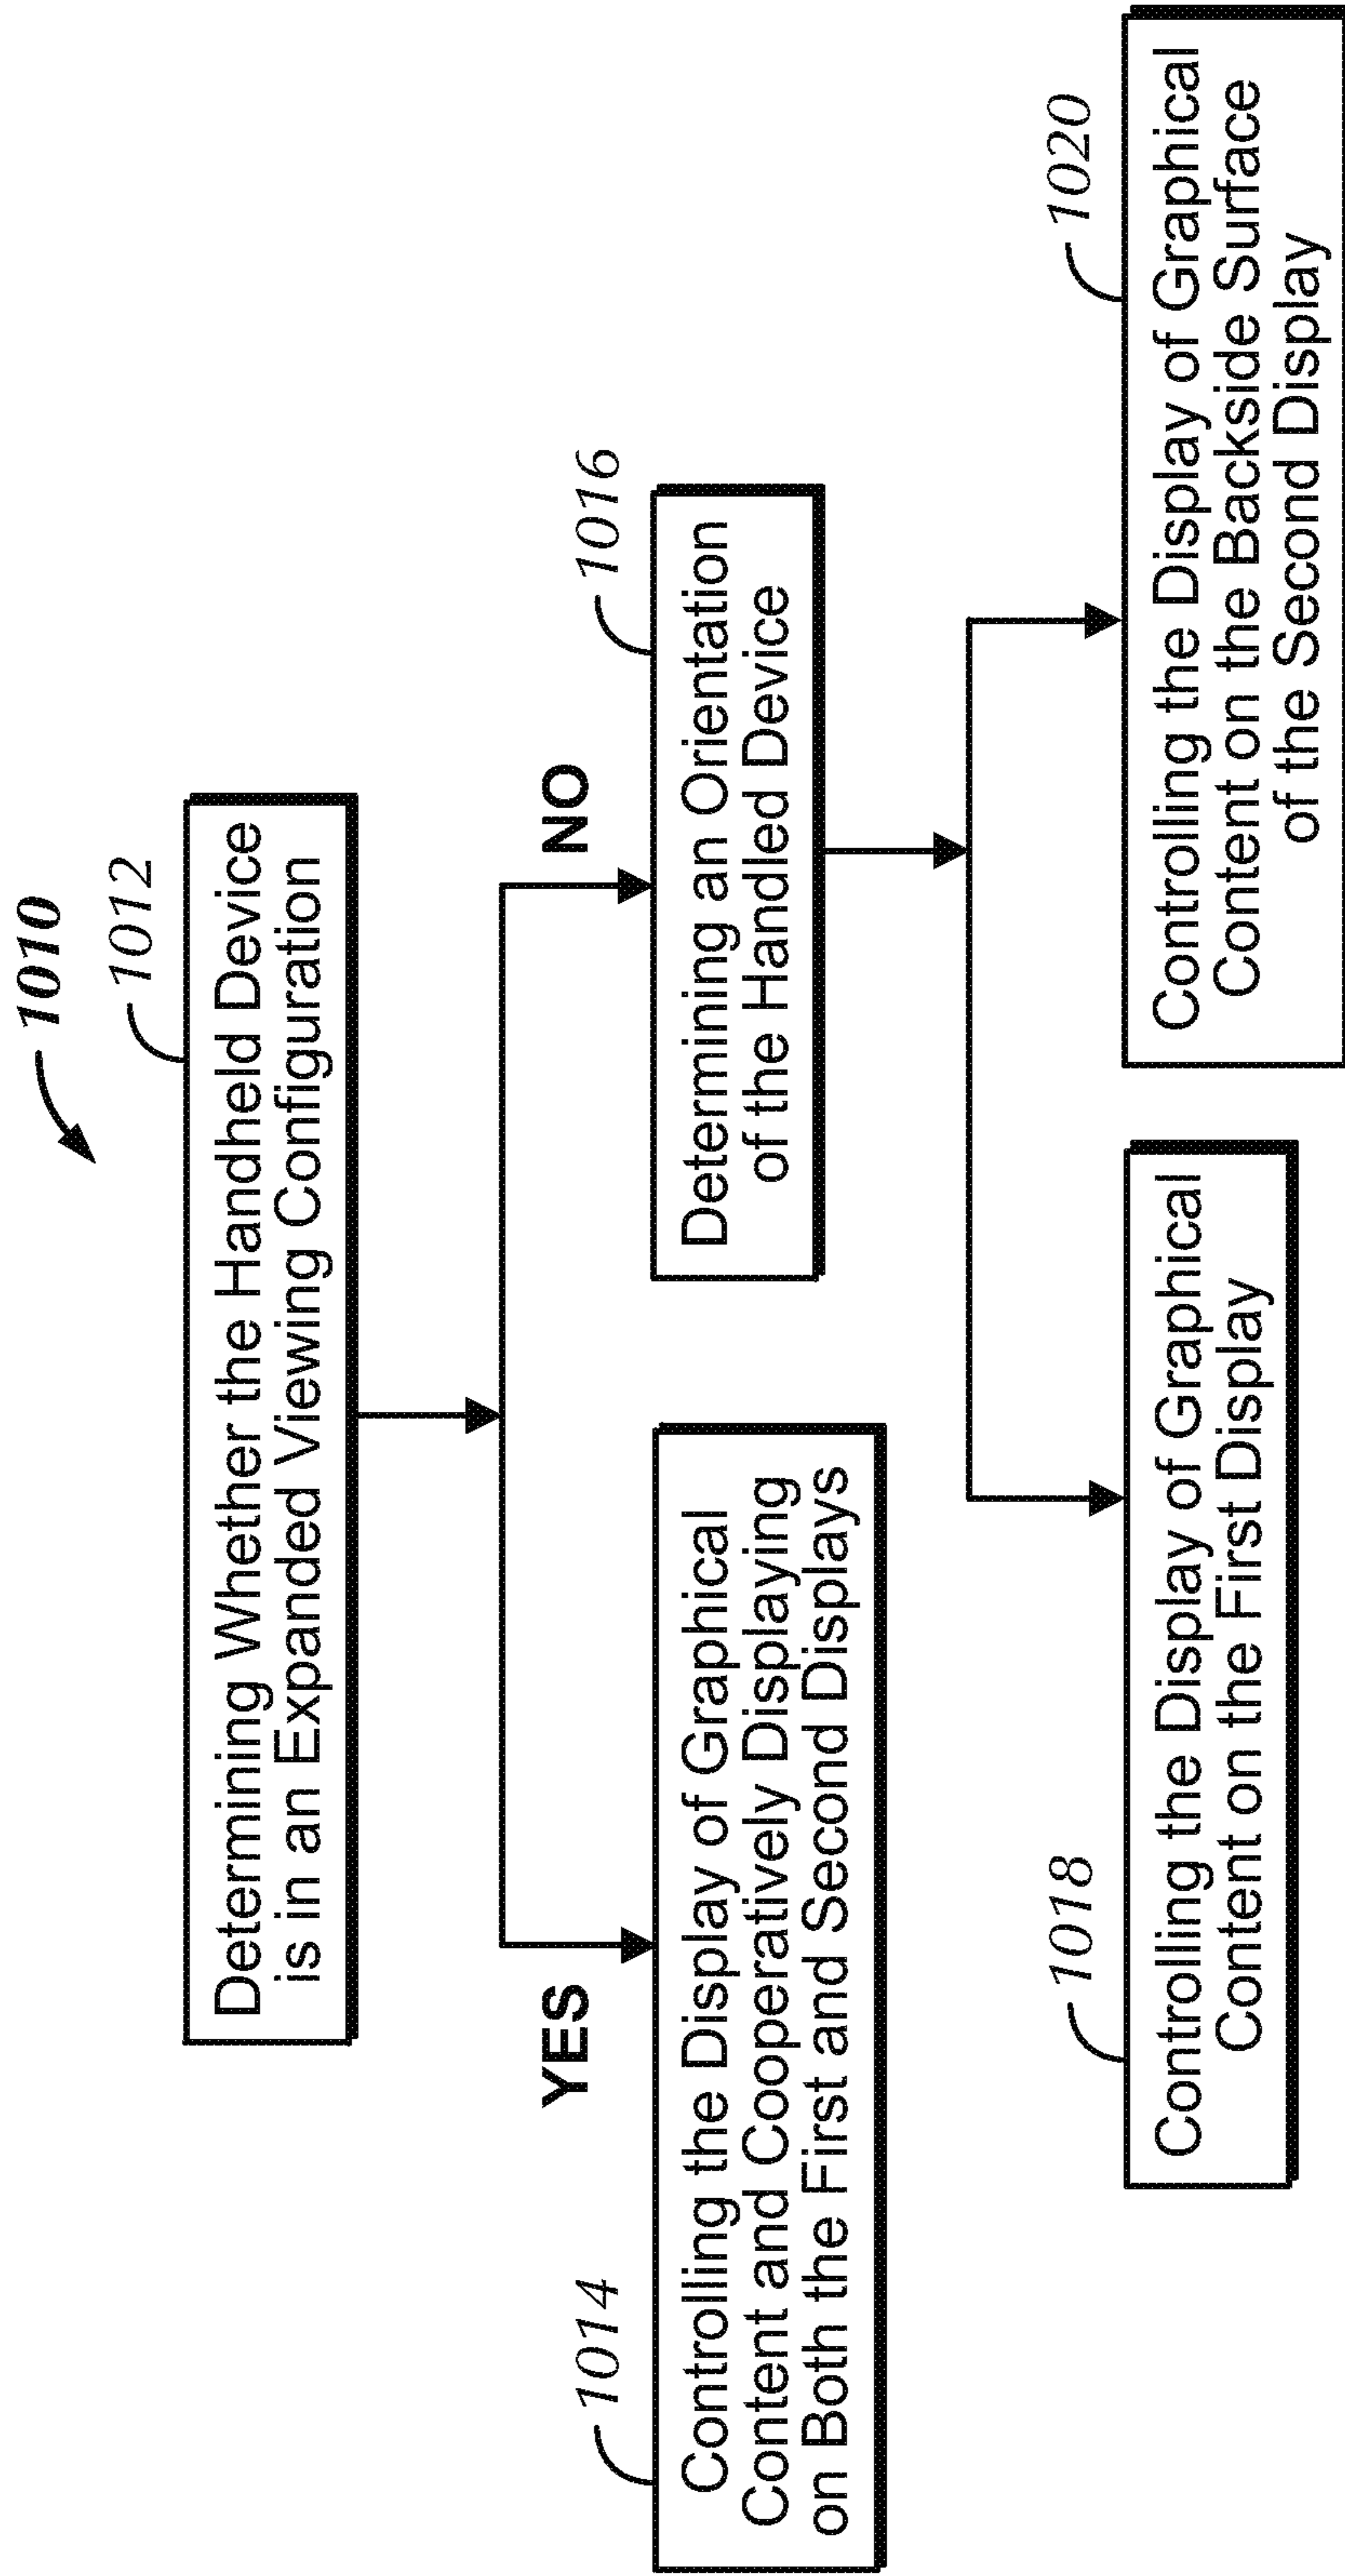 1010
1012
Determining Whether the Handheld Device
is in an Expanded Viewing Configuration
YES
NO
1014
Controlling the Display of Graphical
Content and Cooperatively Displaying
on Both the First and Second Displays
1016
Determining an Orientation
of the Handled Device
1018
Controlling the Display of Graphical
Content on the First Display
1020
Controlling the Display of Graphical
Content on the Backside Surface
of the Second Display